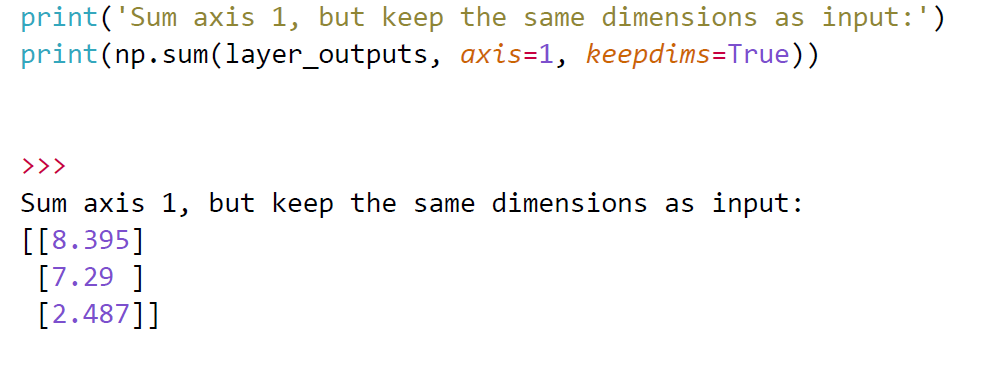 print('Sum axis 1, but keep the same dimensions as input:')
print(np.sum(layer_outputs, axis=1, keepdims=True))
>>>
Sum axis 1, but keep the same dimensions as input:
[[8.395]
 [7.29 ]
 [2.487]]